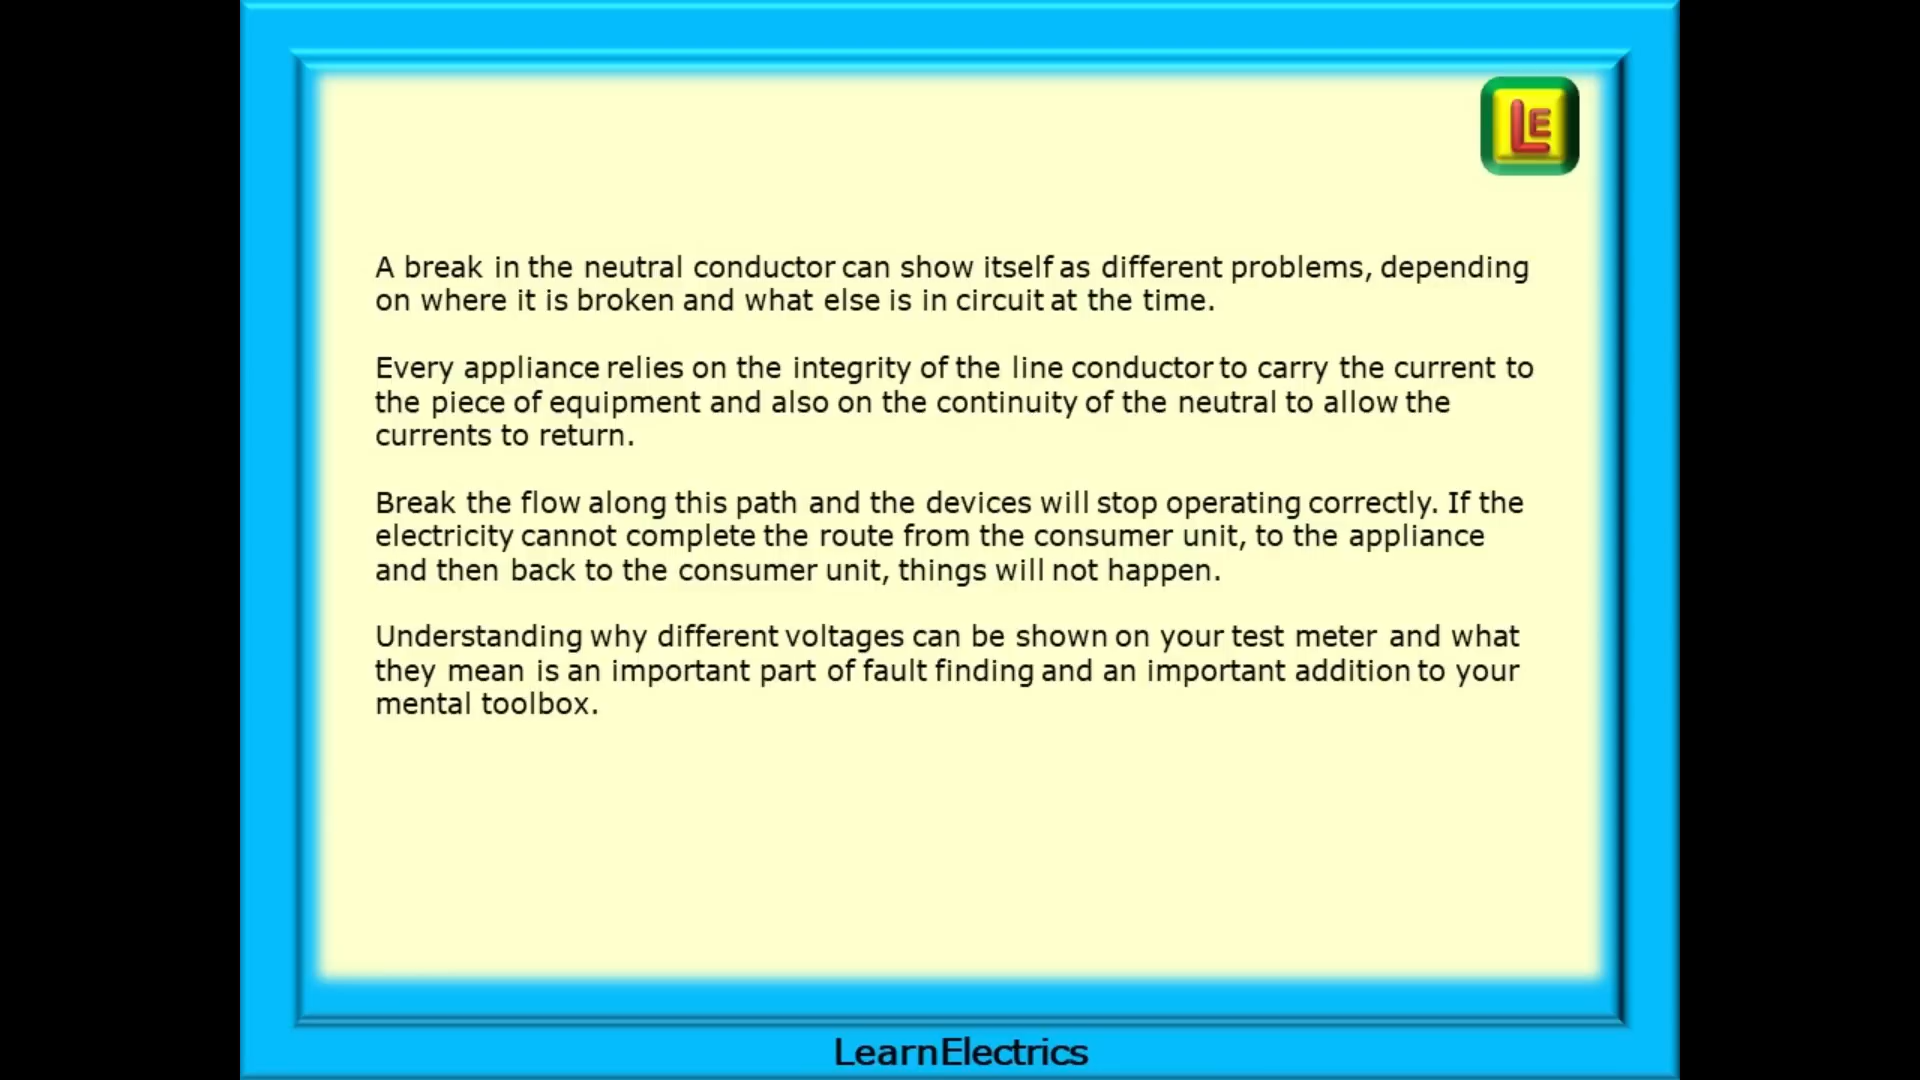 LE
A break in the neutral conductor can show itself as different problems, depending
on where it is broken and what else is in circuit at the time.
Every appliance relies on the integrity of the line conductor to carry the current to
the piece of equipment and also on the continuity of the neutral to allow the
currents to return.
Break the flow along this path and the devices will stop operating correctly. If the
electricity cannot complete the route from the consumer unit, to the appliance
and then back to the consumer unit, things will not happen.
Understanding why different voltages can be shown on your test meter and what
they mean is an important part of fault finding and an important addition to your
mental toolbox.
LearnElectrics